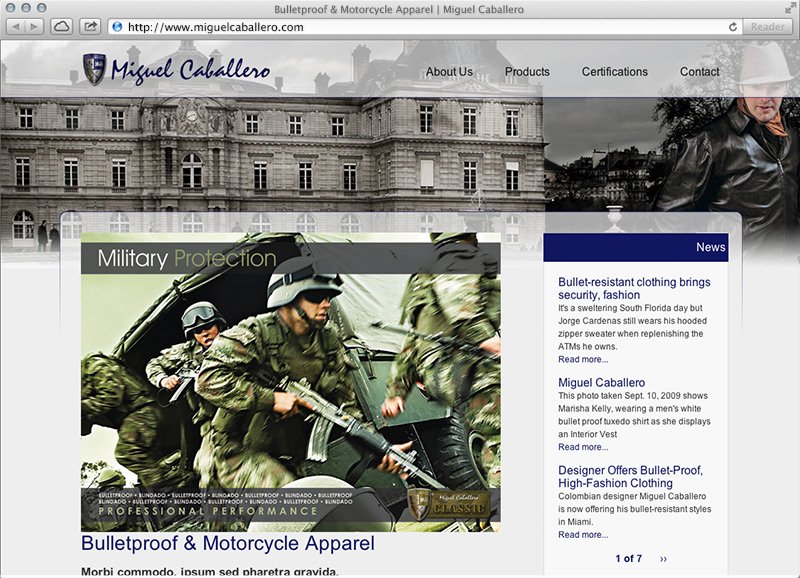 Bulletproof & Motorcycle Apparel | Miguel Caballero
http://www.miguelcaballero.com
Reader
Miguel Caballero
About Us
Products
Certifications
Contact
Military Protection
BULLETPROOF • BLINDADO • BULLETPROOF • BLINDADO • BULLETPROOF • BLINDADO • BULLETPROOF
BLINDADO • BULLETPROOF • BLINDADO • BULLETPROOF • BLINDADO • BULLETPROOF • BLINDADO
PROFESSIONAL PERFORMANCE
Miguel Caballero
CLASSIC
Bulletproof & Motorcycle Apparel
Morbi commodo, ipsum sed pharetra gravida,
News
Bullet-resistant clothing brings
security, fashion
It's a sweltering South Florida day but
Jorge Cardenas still wears his hooded
zipper sweater when replenishing the
ATMs he owns.
Read more...
Miguel Caballero
This photo taken Sept. 10, 2009 shows
Marisha Kelly, wearing a men's white
bullet proof tuxedo shirt as she displays
an Interior Vest
Read more...
Designer Offers Bullet-Proof,
High-Fashion Clothing
Colombian designer Miguel Caballero
is now offering his bullet-resistant styles
in Miami.
Read more...
1 of 7 ››